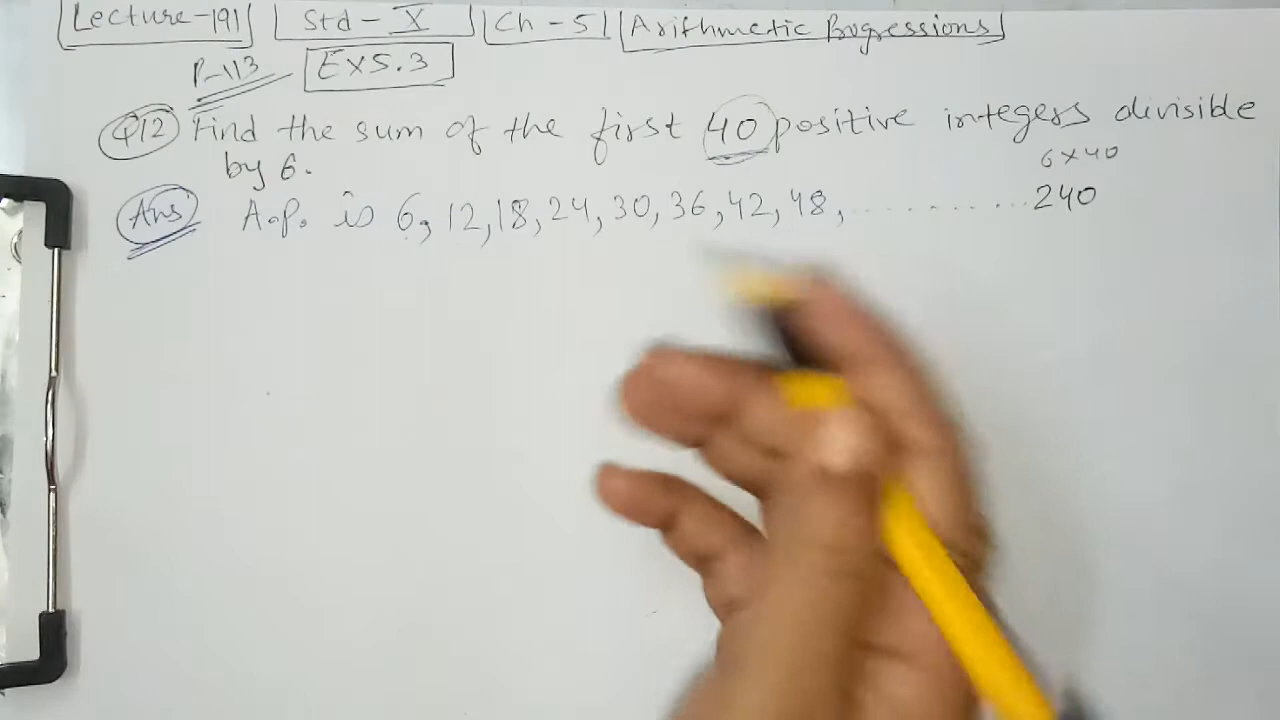 Lecture-191 Std - X Ch - 5 Arithmetic Progressions
P-113 EX5.3
Q12 Find the sum of the first 40 positive integers divisible
by 6.
6×40
Ans A.P. is 6, 12, 18, 24, 30, 36, 42, 48, ............ 240